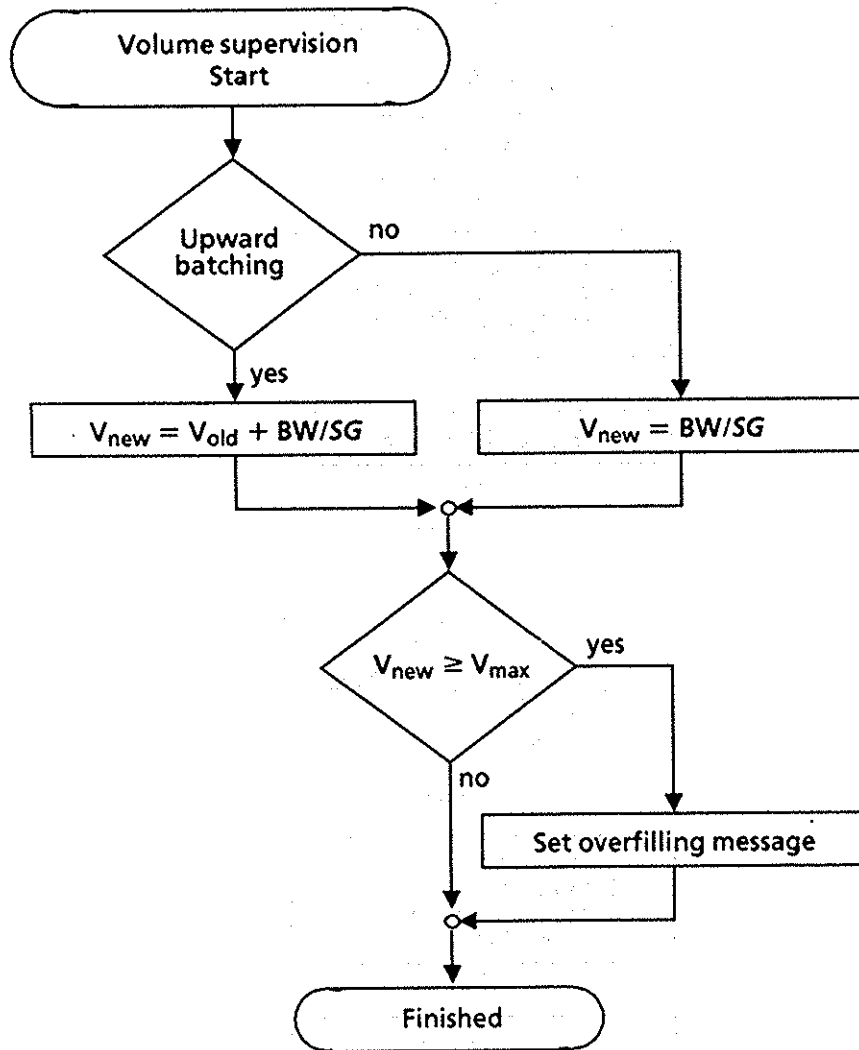 Volume supervision
Start
Upward
batching
no
yes
V_new = V_old + BW/SG
V_new = BW/SG
V_new ≥ V_max
yes
no
Set overfilling message
Finished